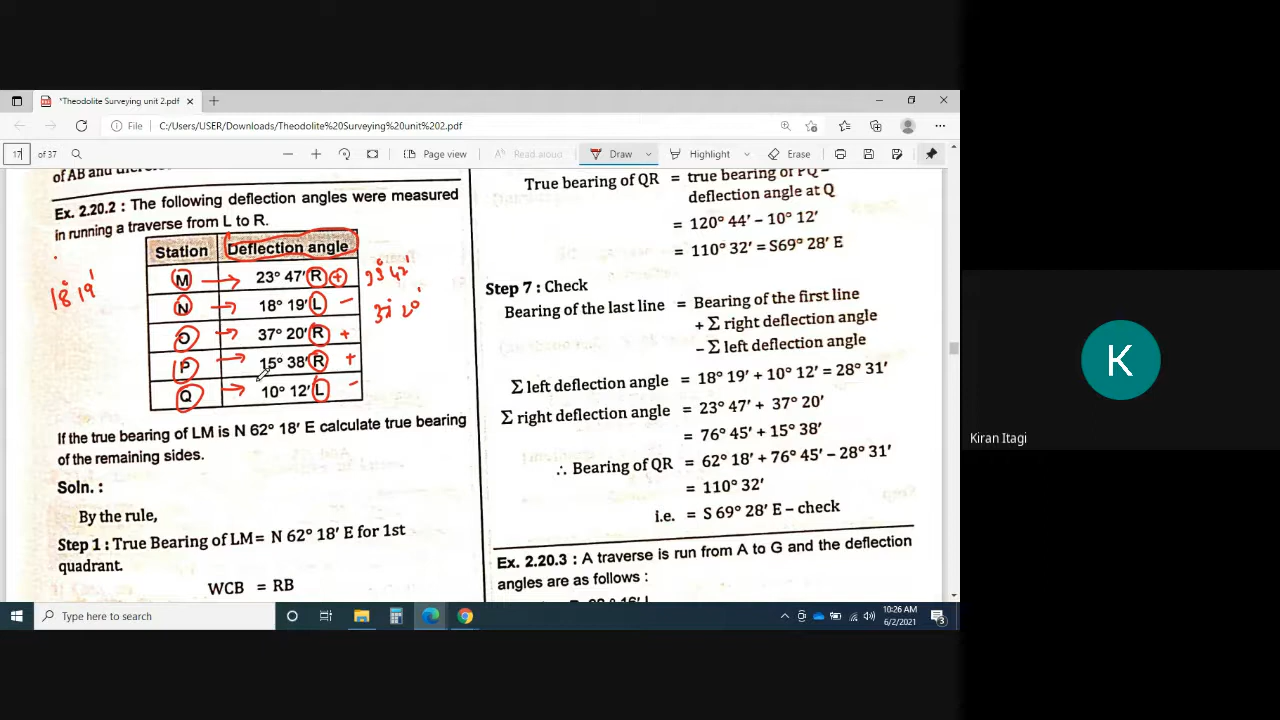 *Theodolite Surveying unit 2.pdf
File C:/Users/USER/Downloads/Theodolite%20Surveying%20unit%202.pdf
17 of 37 Page view Read aloud Draw Highlight Erase
Ex. 2.20.2 : The following deflection angles were measured
in running a traverse from L to R.
Station Deflection angle
M → 23° 47′ R +
N → 18° 19′ L −
O → 37° 20′ R +
P → 15° 38′ R +
Q → 10° 12′ L −
18° 19′
If the true bearing of LM is N 62° 18′ E calculate true bearing
of the remaining sides.
Soln. :
By the rule,
Step 1 : True Bearing of LM = N 62° 18′ E for 1st
quadrant.
WCB = RB
True bearing of QR = true bearing of PQ –
deflection angle at Q
= 120° 44′ – 10° 12′
= 110° 32′ = S69° 28′ E
Step 7 : Check
Bearing of the last line = Bearing of the first line
+ Σ right deflection angle
– Σ left deflection angle
Σ left deflection angle = 18° 19′ + 10° 12′ = 28° 31′
Σ right deflection angle = 23° 47′ + 37° 20′
= 76° 45′ + 15° 38′
∴ Bearing of QR = 62° 18′ + 76° 45′ – 28° 31′
= 110° 32′
i.e. = S 69° 28′ E – check
Ex. 2.20.3 : A traverse is run from A to G and the deflection
angles are as follows :
K
Kiran Itagi
Type here to search
10:26 AM
6/2/2021
3